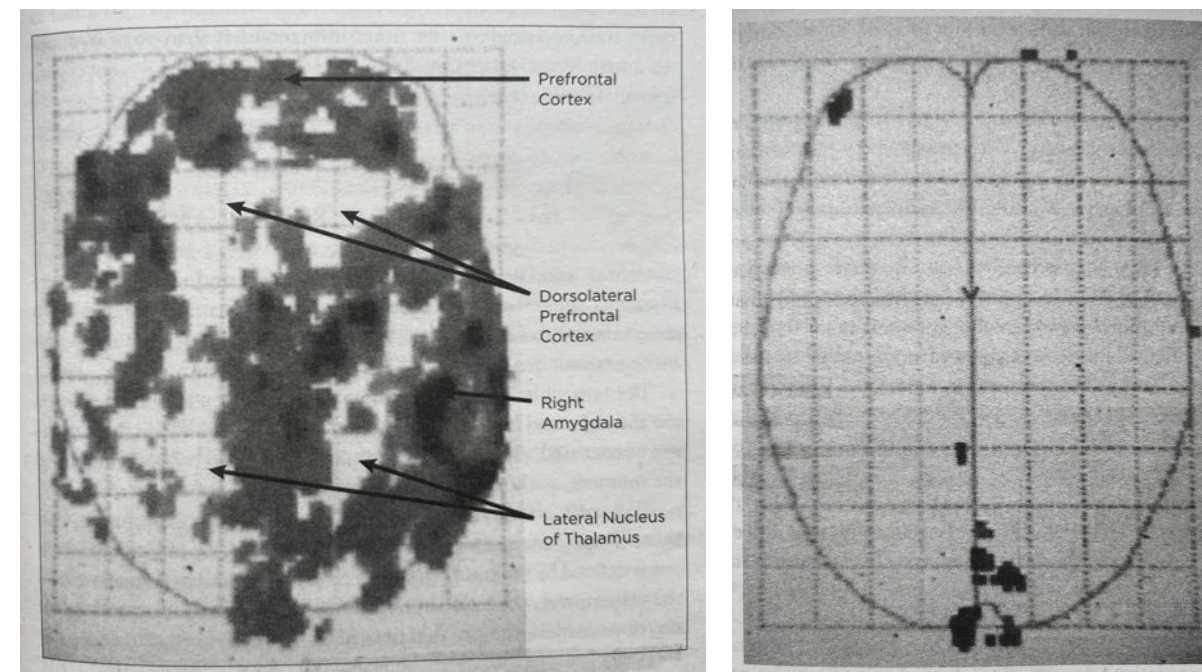 Prefrontal
Cortex
Dorsolateral
Prefrontal
Cortex
Right
Amygdala
Lateral Nucleus
of Thalamus